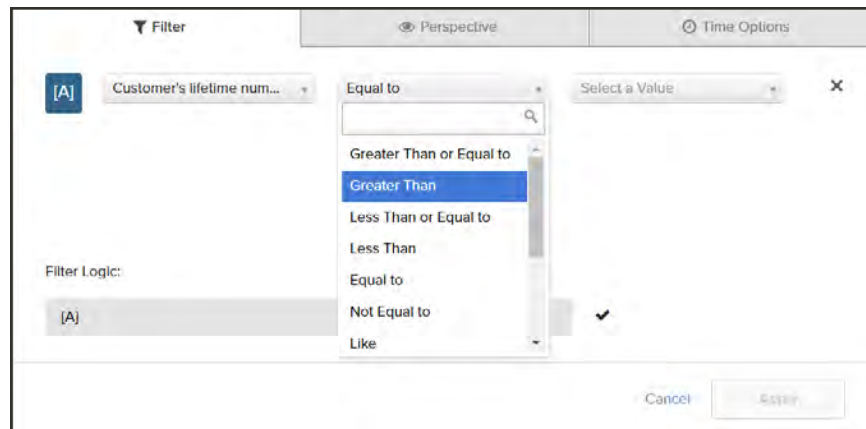 Filter
Perspective
Time Options
[A]
Customer's lifetime num...
Equal to
Select a Value
Greater Than or Equal to
Greater Than
Less Than or Equal to
Less Than
Equal to
Not Equal to
Like
Filter Logic:
[A]
Cancel